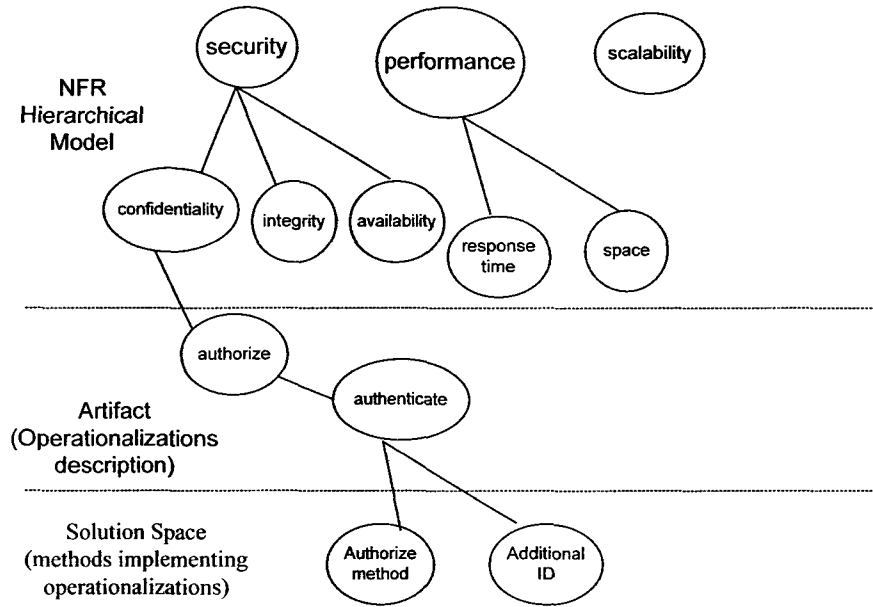 security
performance
scalability
NFR
Hierarchical
Model
confidentiality
integrity
availability
response
time
space
authorize
authenticate
Artifact
(Operationalizations
description)
Solution Space
(methods implementing
operationalizations)
Authorize
method
Additional
ID